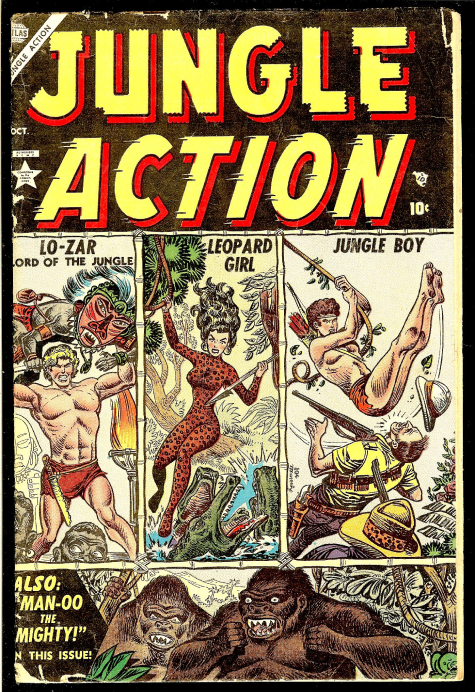 ATLAS
JUNGLE ACTION
JUNGLE
OCT.
ACTION
10¢
LO-ZAR
LORD OF THE JUNGLE
LEOPARD
GIRL
JUNGLE BOY
ALSO:
"MAN-OO
THE
MIGHTY!"
IN THIS ISSUE!